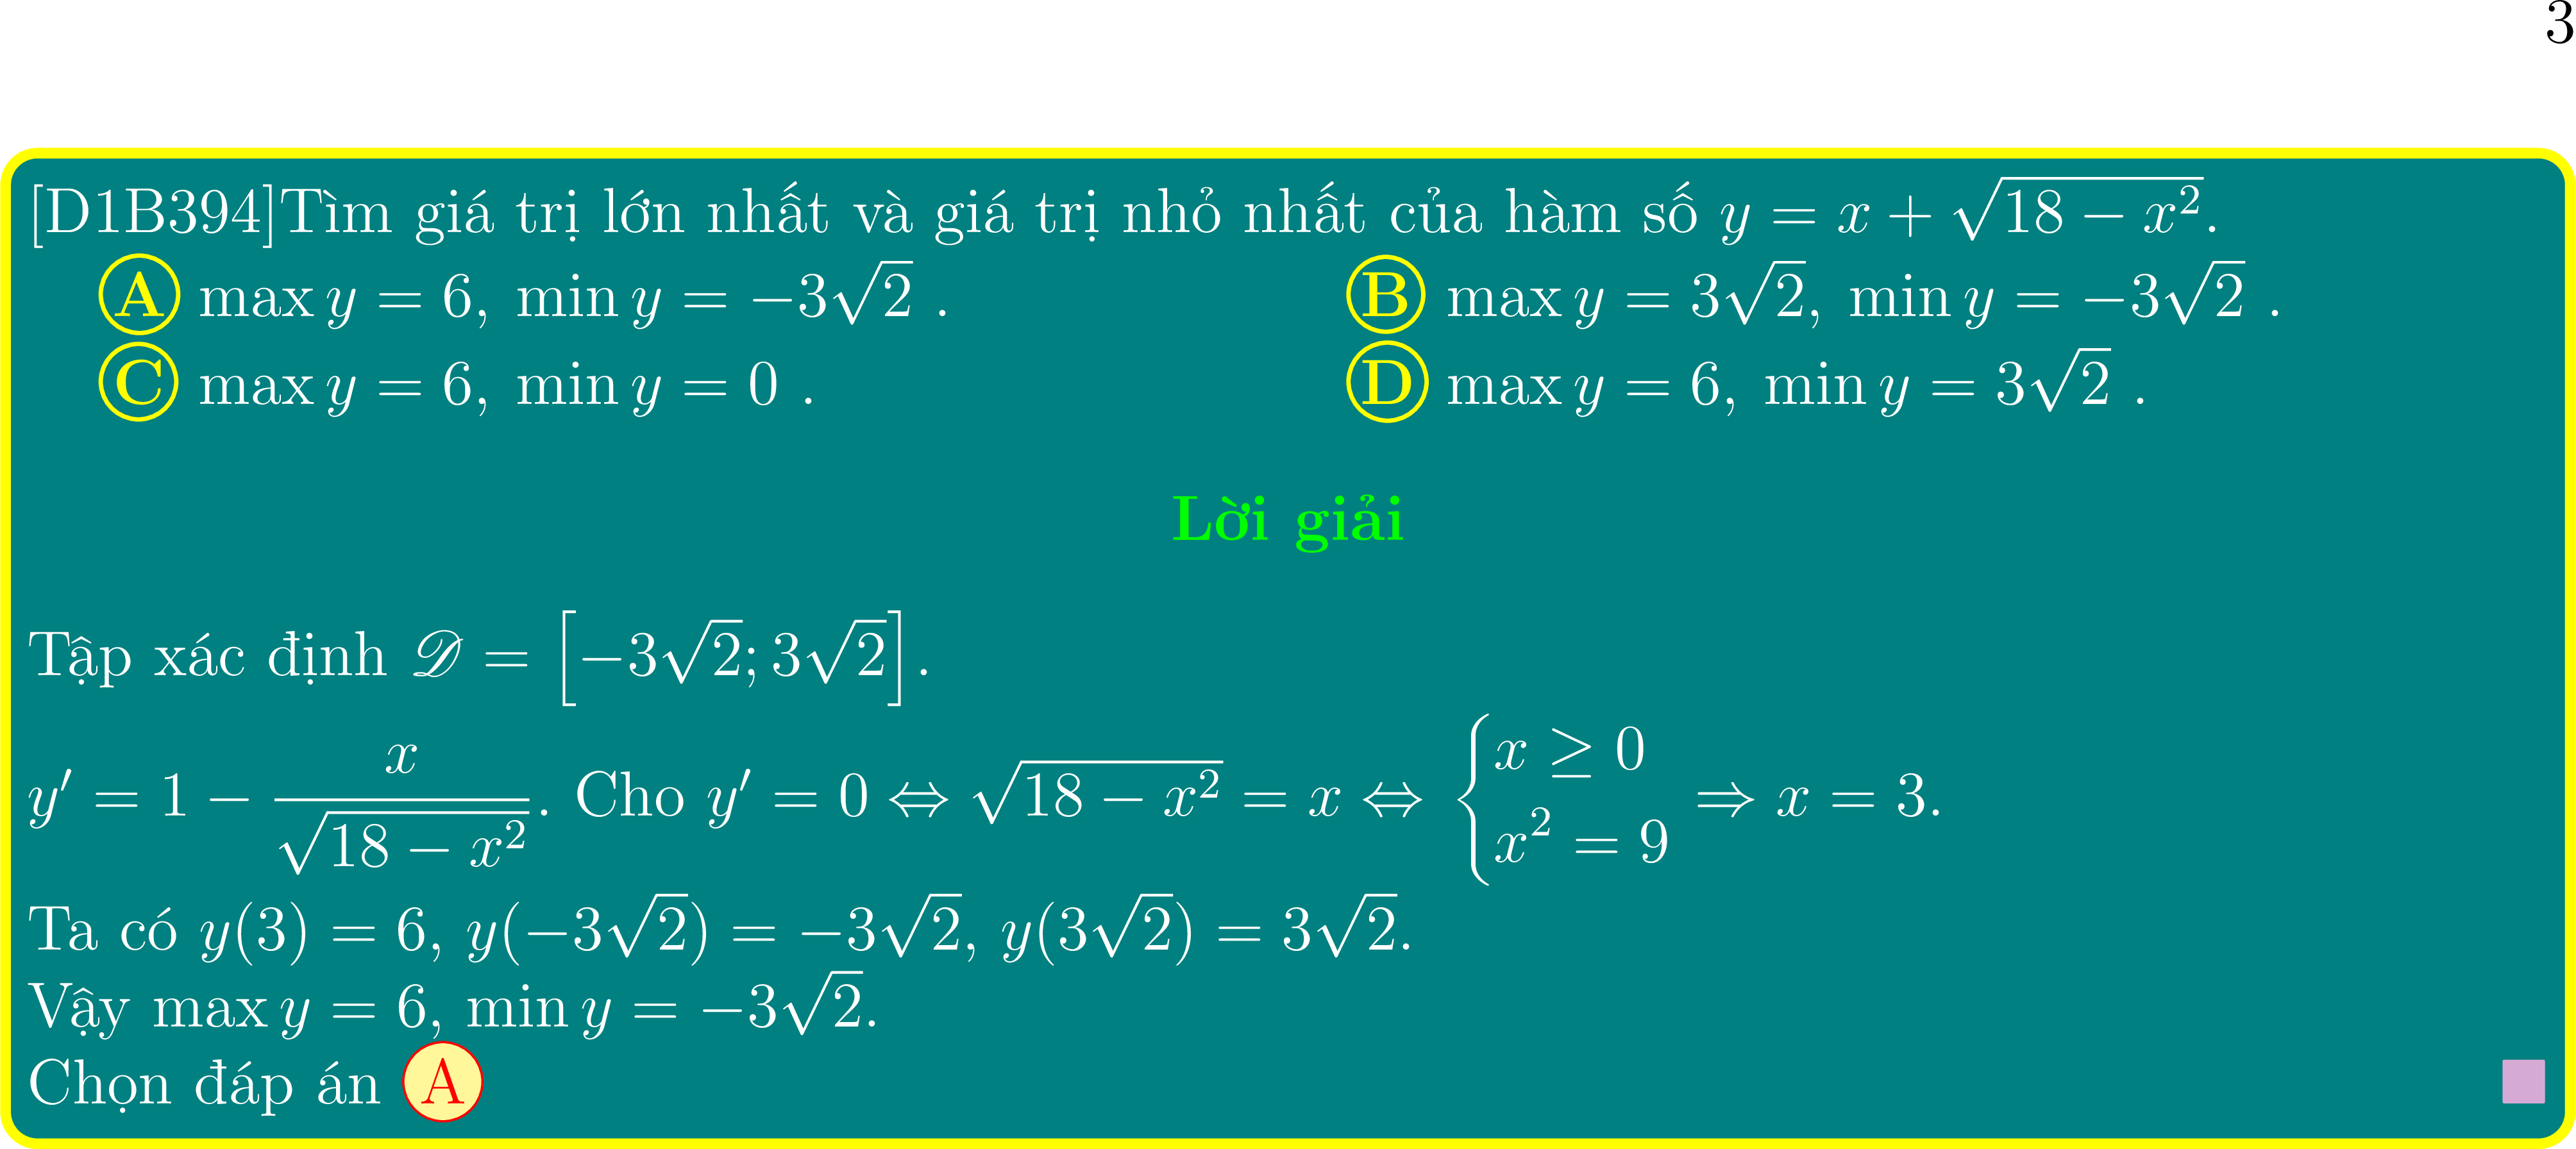 3
[D1B394]Tìm giá trị lớn nhất và giá trị nhỏ nhất của hàm số $y = x + \sqrt{18 - x^2}$.
Ⓐ $\max y = 6, \min y = -3\sqrt{2}$ . Ⓑ $\max y = 3\sqrt{2}, \min y = -3\sqrt{2}$ .
Ⓒ $\max y = 6, \min y = 0$ . Ⓓ $\max y = 6, \min y = 3\sqrt{2}$ .
Lời giải
Tập xác định $\mathscr{D} = \left[-3\sqrt{2}; 3\sqrt{2}\right]$.
$y' = 1 - \dfrac{x}{\sqrt{18 - x^2}}$. Cho $y' = 0 \Leftrightarrow \sqrt{18 - x^2} = x \Leftrightarrow \begin{cases} x \geq 0 \\ x^2 = 9 \end{cases} \Rightarrow x = 3$.
Ta có $y(3) = 6$, $y(-3\sqrt{2}) = -3\sqrt{2}$, $y(3\sqrt{2}) = 3\sqrt{2}$.
Vậy $\max y = 6, \min y = -3\sqrt{2}$.
Chọn đáp án Ⓐ